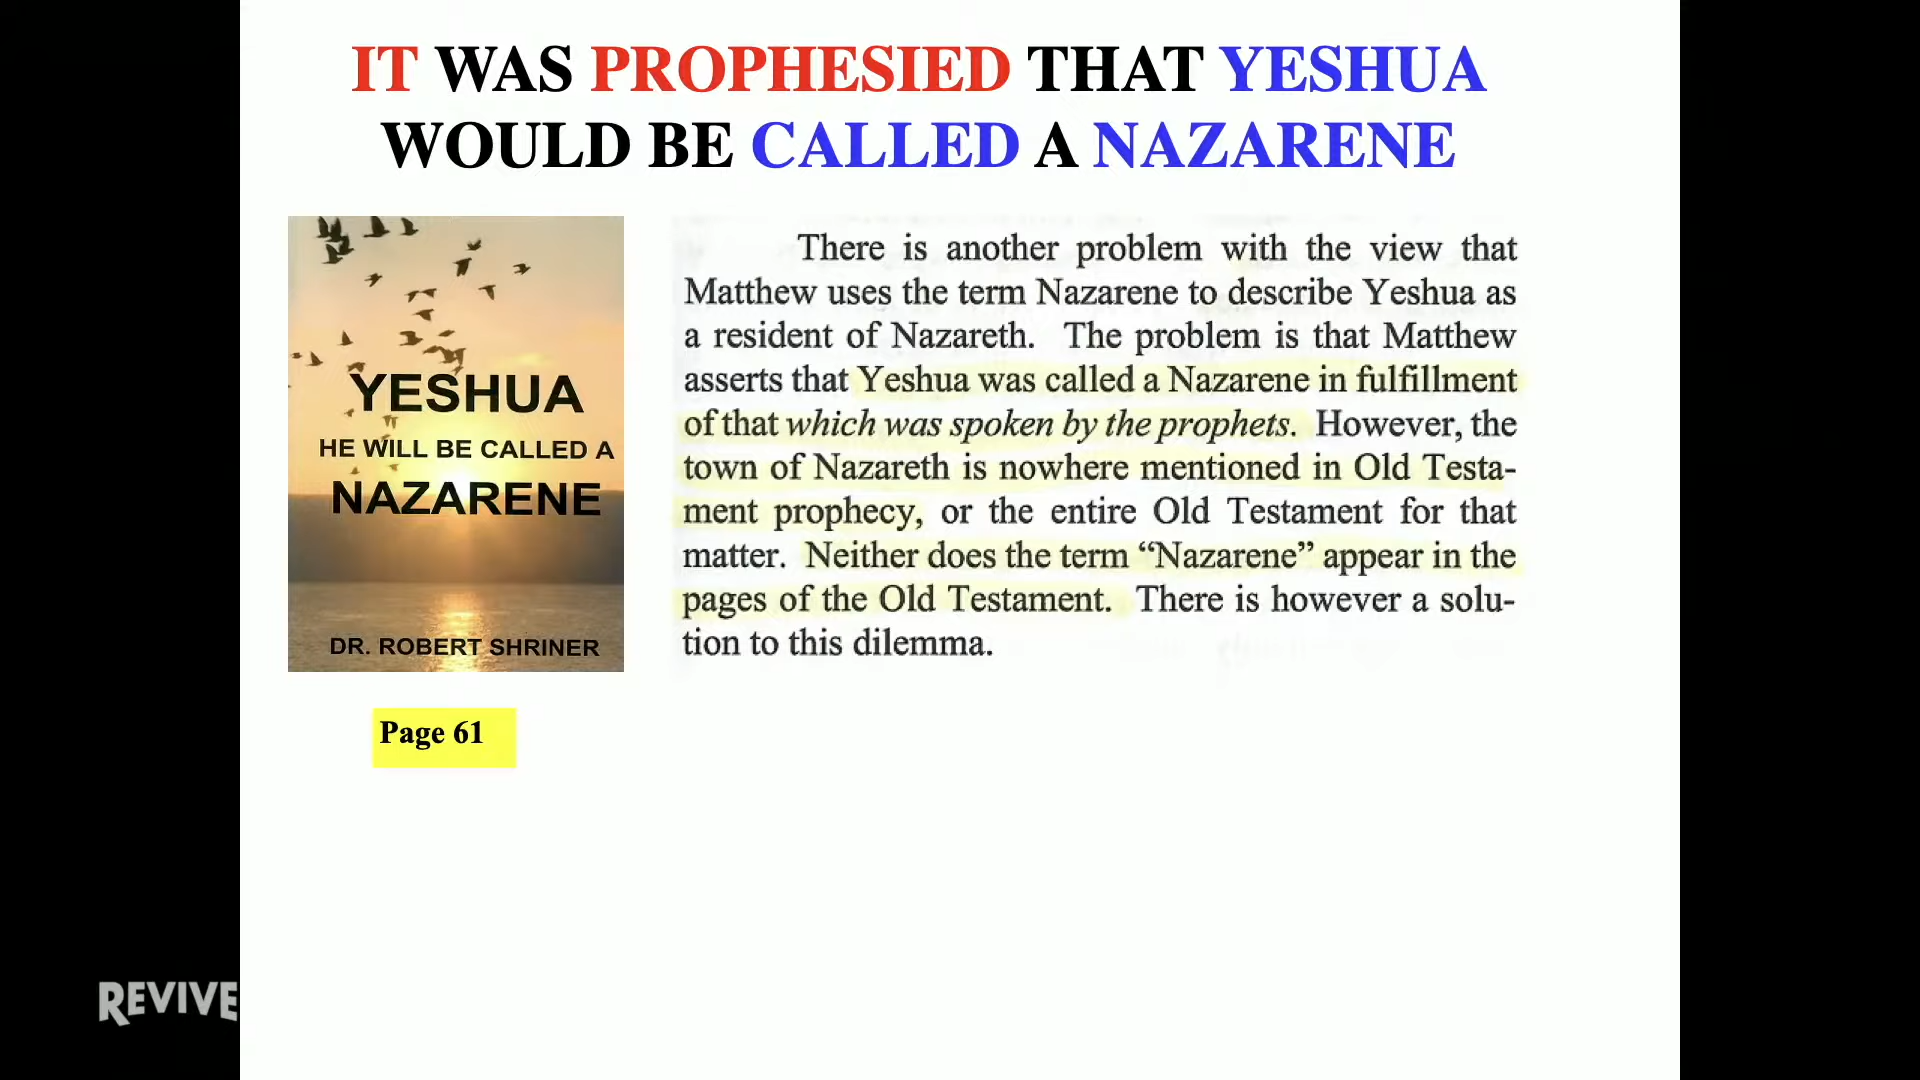 IT WAS PROPHESIED THAT YESHUA
WOULD BE CALLED A NAZARENE
YESHUA
HE WILL BE CALLED A
NAZARENE
DR. ROBERT SHRINER
Page 61
There is another problem with the view that
Matthew uses the term Nazarene to describe Yeshua as
a resident of Nazareth. The problem is that Matthew
asserts that Yeshua was called a Nazarene in fulfillment
of that which was spoken by the prophets. However, the
town of Nazareth is nowhere mentioned in Old Testa-
ment prophecy, or the entire Old Testament for that
matter. Neither does the term “Nazarene” appear in the
pages of the Old Testament. There is however a solu-
tion to this dilemma.
REVIVE